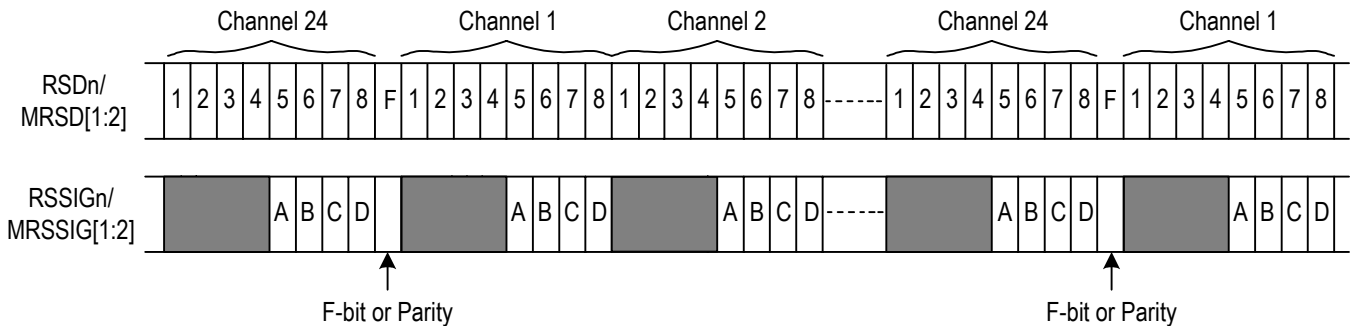 Channel 24 Channel 1 Channel 2 Channel 24 Channel 1
RSDn/
MRSD[1:2]
1 2 3 4 5 6 7 8 F 1 2 3 4 5 6 7 8 1 2 3 4 5 6 7 8 1 2 3 4 5 6 7 8 F 1 2 3 4 5 6 7 8
RSSIGn/
MRSSIG[1:2]
A B C D A B C D A B C D A B C D A B C D
F-bit or Parity F-bit or Parity